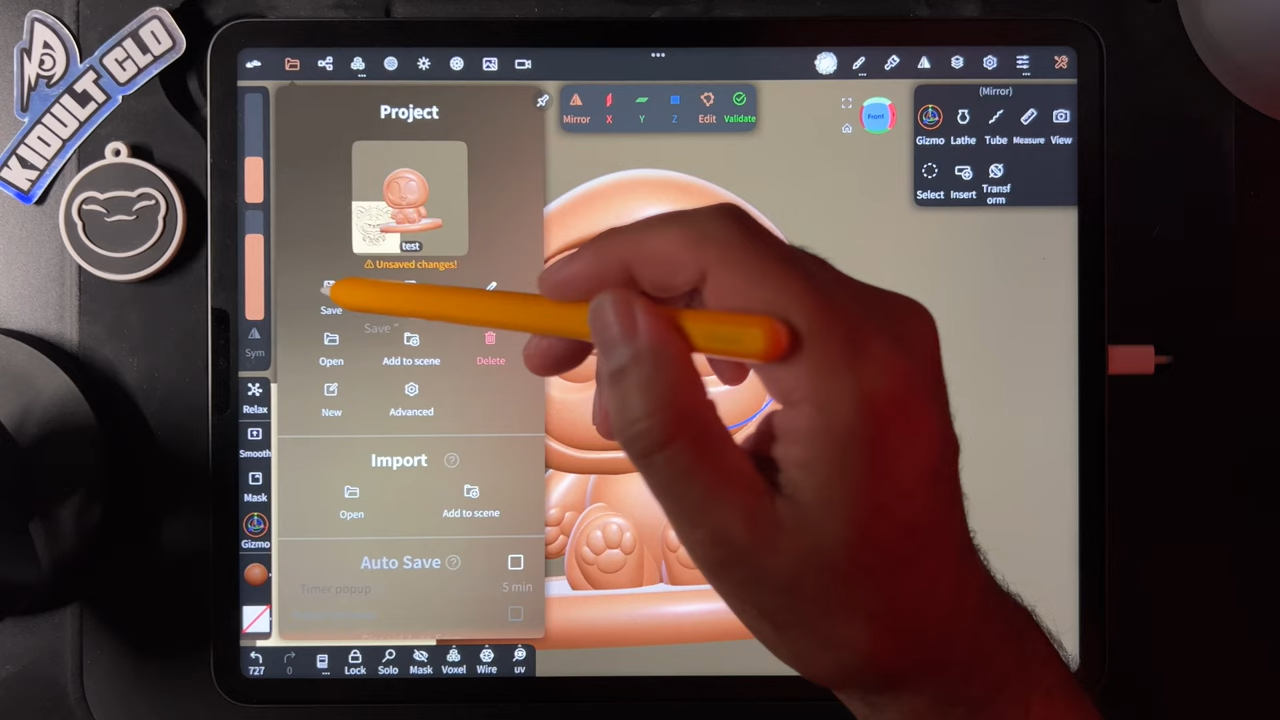 KIDULT CLO
Project
test
Unsaved changes!
Save
Save "
Open
Add to scene
Delete
New
Advanced
Import
Open
Add to scene
Auto Save
Timer popup
5 min
Sym
Relax
Smooth
Mask
Gizmo
727
0
Lock
Solo
Mask
Voxel
Wire
uv
Mirror
X
Y
Z
Edit
Validate
Front
(Mirror)
Gizmo
Lathe
Tube
Measure
View
Select
Insert
Transf
orm